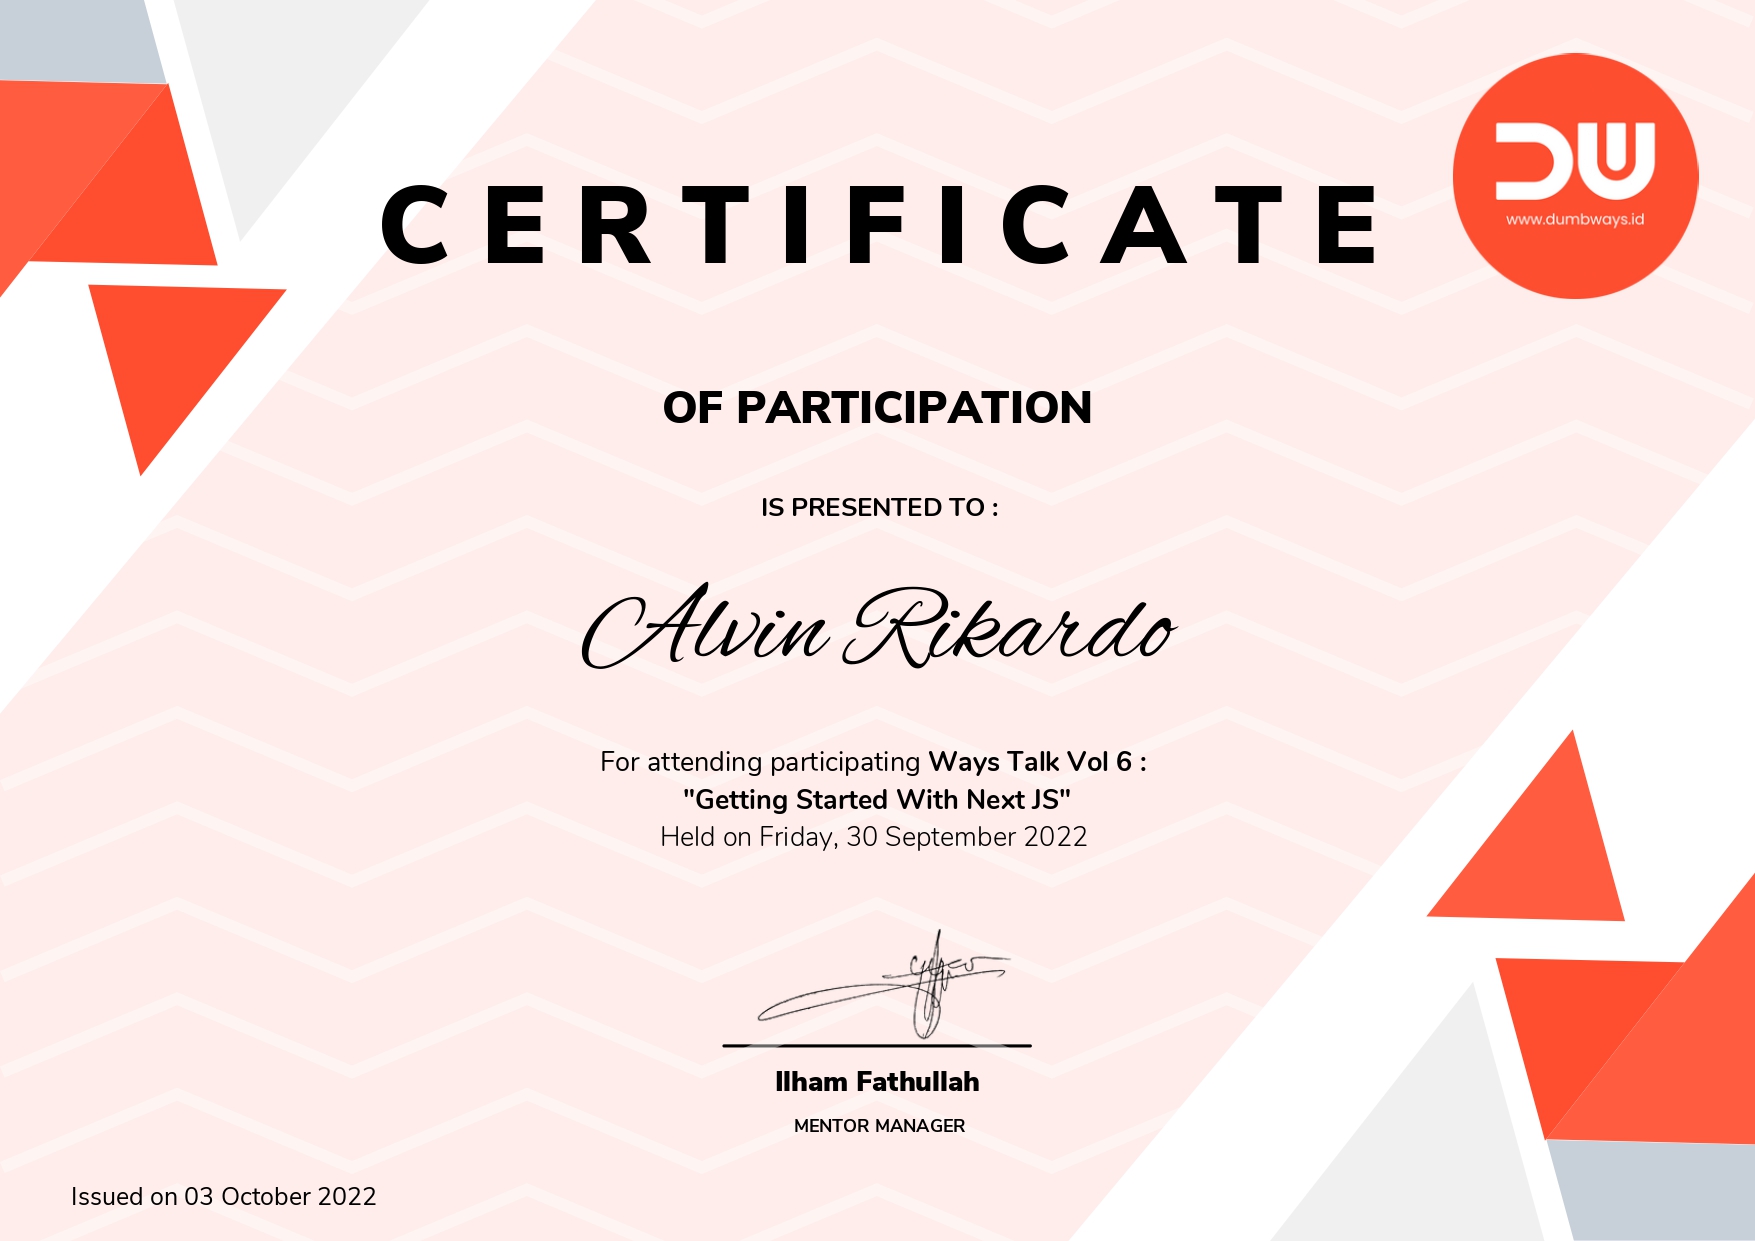 DW
www.dumbways.id
CERTIFICATE
OF PARTICIPATION
IS PRESENTED TO :
Alvin Rikardo
For attending participating Ways Talk Vol 6 :
"Getting Started With Next JS"
Held on Friday, 30 September 2022
Ilham Fathullah
MENTOR MANAGER
Issued on 03 October 2022